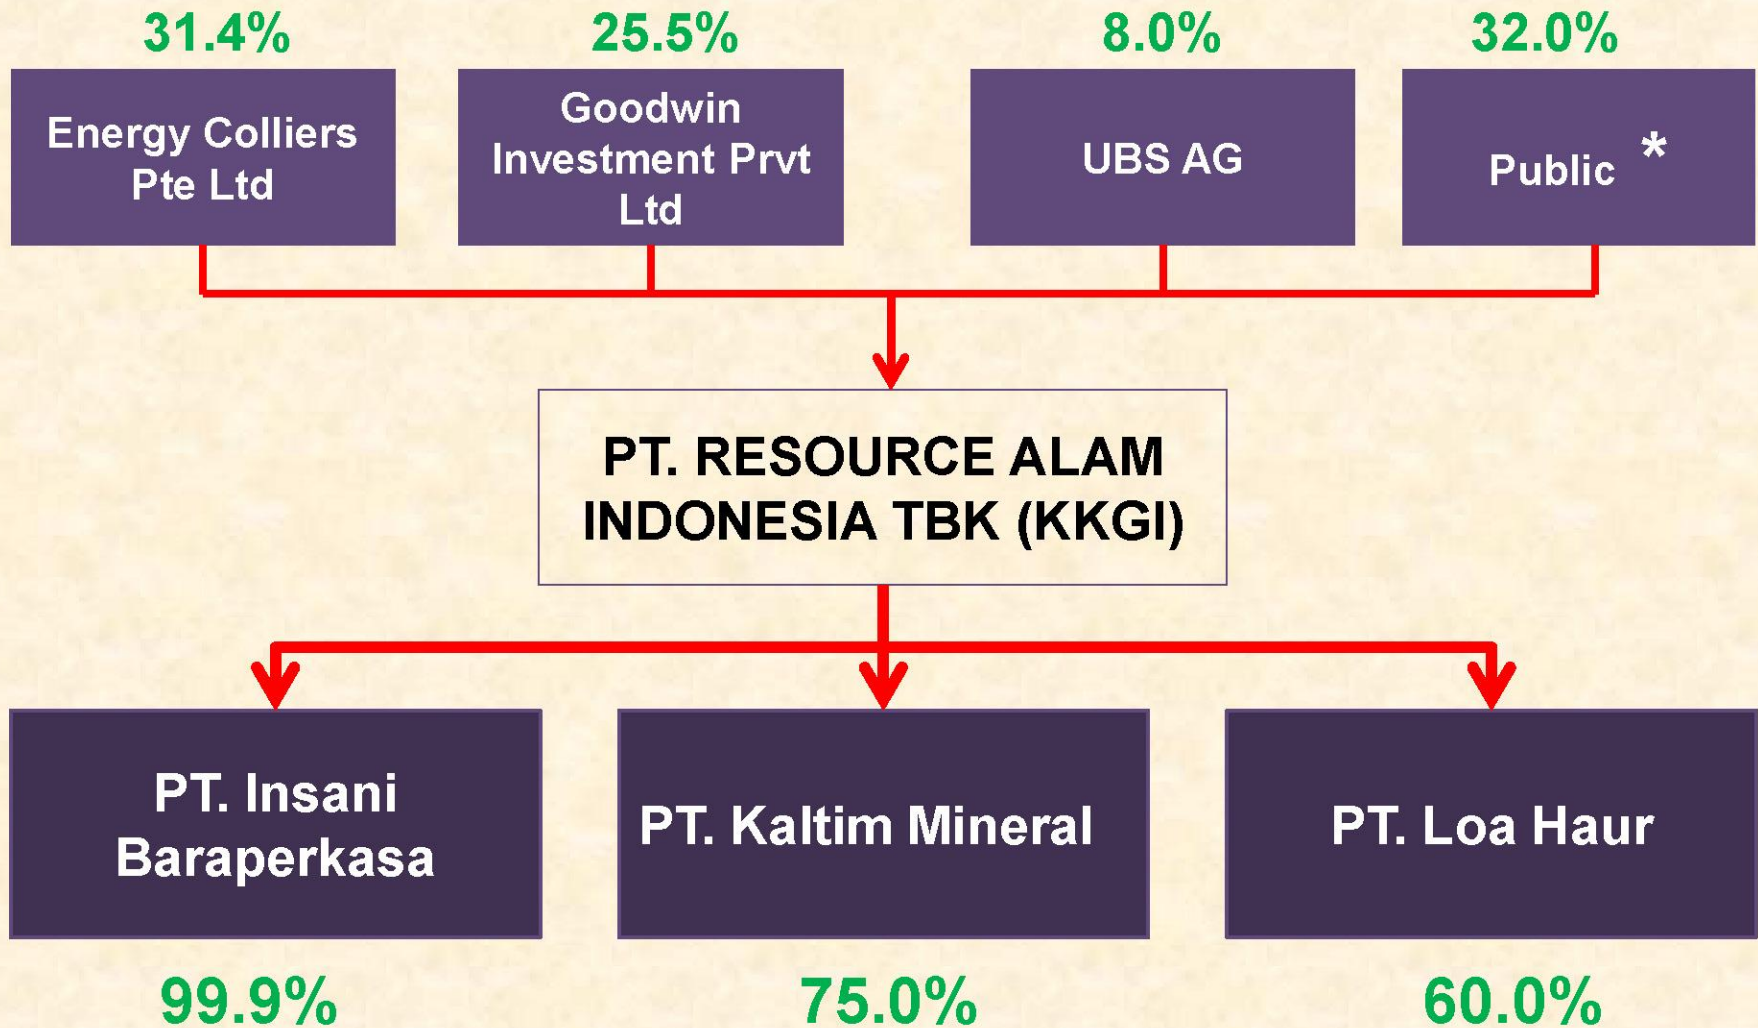 31.4%
25.5%
8.0%
32.0%
Energy Colliers
Pte Ltd
Goodwin
Investment Prvt
Ltd
UBS AG
Public *
PT. RESOURCE ALAM
INDONESIA TBK (KKGI)
PT. Insani
Baraperkasa
PT. Kaltim Mineral
PT. Loa Haur
99.9%
75.0%
60.0%